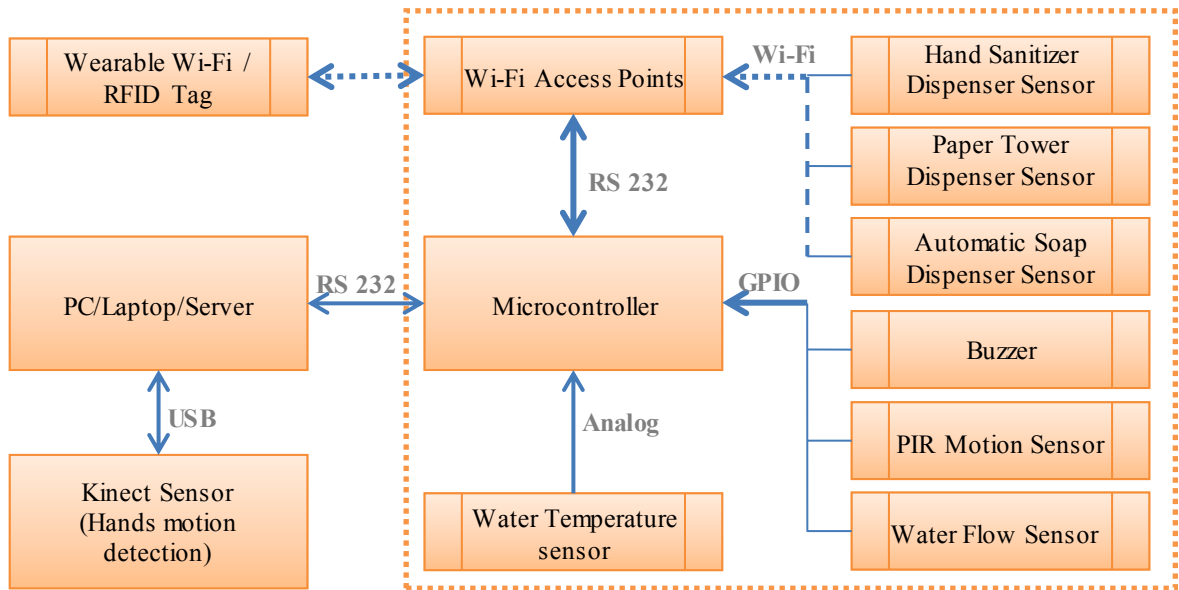 Wearable Wi-Fi /
RFID Tag
Wi-Fi Access Points
Wi-Fi
Hand Sanitizer
Dispenser Sensor
Paper Tower
Dispenser Sensor
RS 232
Automatic Soap
Dispenser Sensor
PC/Laptop/Server
RS 232
Microcontroller
GPIO
Buzzer
USB
Analog
PIR Motion Sensor
Kinect Sensor
(Hands motion
detection)
Water Temperature
sensor
Water Flow Sensor